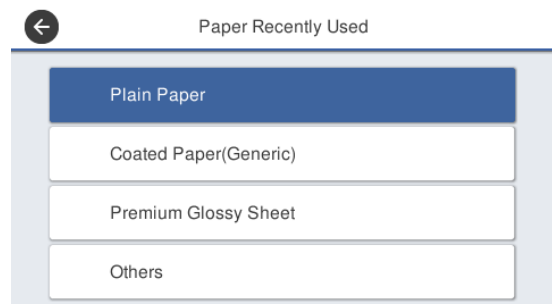 Paper Recently Used
Plain Paper
Coated Paper(Generic)
Premium Glossy Sheet
Others